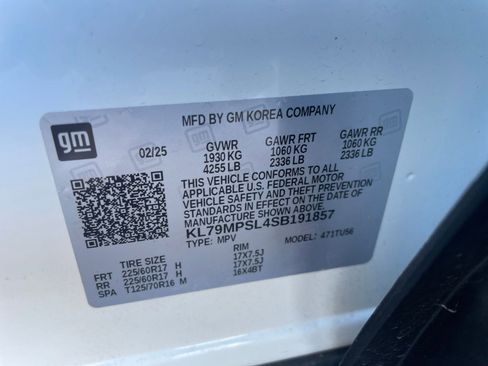 MFD BY GM KOREA COMPANY
gm
02/25 GVWR GAWR FRT GAWR RR
1930 KG 1060 KG 1060 KG
4255 LB 2336 LB 2336 LB
THIS VEHICLE CONFORMS TO ALL
APPLICABLE U.S. FEDERAL MOTOR
VEHICLE SAFETY AND THEFT PREVENTION
STANDARDS IN EFFECT ON THE DATE OF
MANUFACTURE SHOWN ABOVE.
KL79MPSL4SB191857
TYPE: MPV MODEL: 471TU56
TIRE SIZE RIM
FRT 225/60R17 H 17X7.5J
RR 225/60R17 H 17X7.5J
SPA T125/70R16 M 16X4BT